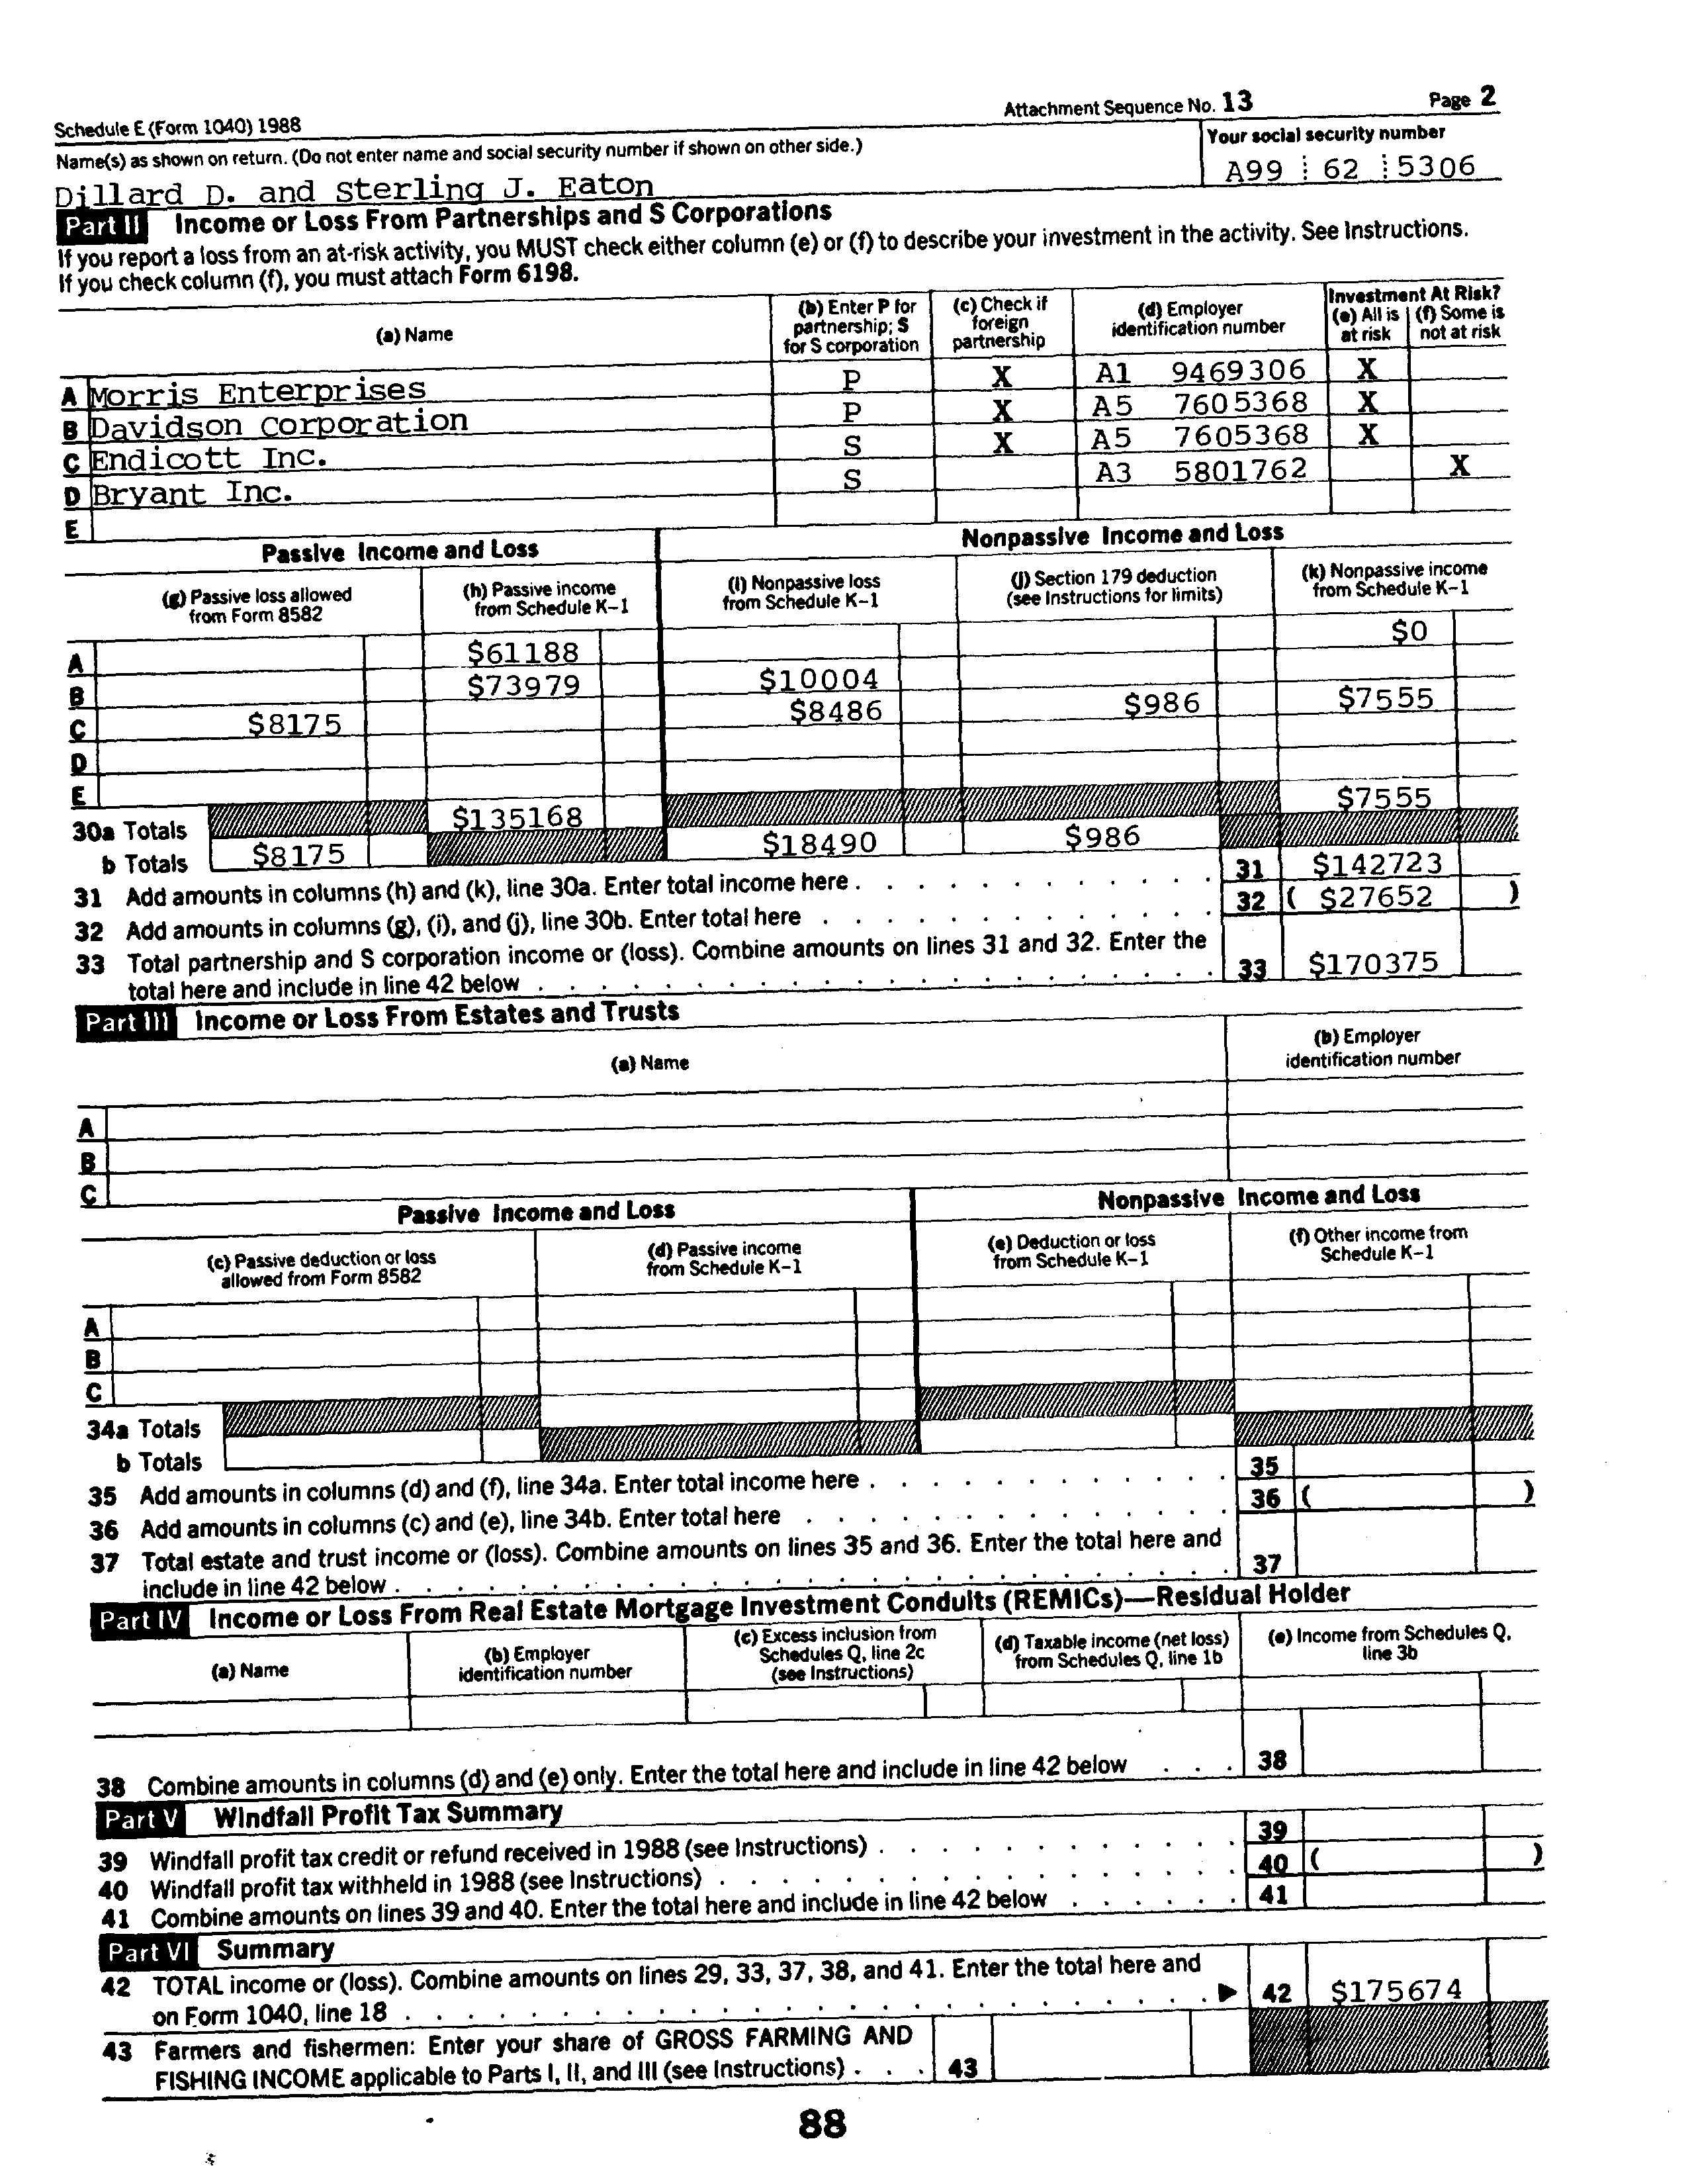 Schedule E (Form 1040) 1988 Attachment Sequence No. 13 Page 2
Name(s) as shown on return. (Do not enter name and social security number if shown on other side.) Your social security number
Dillard D. and Sterling J. Eaton A99 62 5306
Part II Income or Loss From Partnerships and S Corporations
If you report a loss from an at-risk activity, you MUST check either column (e) or (f) to describe your investment in the activity. See Instructions.
If you check column (f), you must attach Form 6198.
(a) Name
(b) Enter P for
partnership; S
for S corporation
(c) Check if
foreign
partnership
(d) Employer
identification number
Investment At Risk?
(e) All is
at risk
(f) Some is
not at risk
A Morris Enterprises P X A1 9469306 X
B Davidson Corporation P X A5 7605368 X
C Endicott Inc. S X A5 7605368 X
D Bryant Inc. S A3 5801762 X
E
Passive Income and Loss Nonpassive Income and Loss
(g) Passive loss allowed
from Form 8582
(h) Passive income
from Schedule K–1
(i) Nonpassive loss
from Schedule K–1
(j) Section 179 deduction
(see Instructions for limits)
(k) Nonpassive income
from Schedule K–1
A $61188 $0
B $73979 $10004
C $8175 $8486 $986 $7555
D
E
30a Totals $135168 $7555
b Totals $8175 $18490 $986
31 Add amounts in columns (h) and (k), line 30a. Enter total income here 31 $142723
32 Add amounts in columns (g), (i), and (j), line 30b. Enter total here 32 ( $27652 )
33 Total partnership and S corporation income or (loss). Combine amounts on lines 31 and 32. Enter the
total here and include in line 42 below 33 $170375
Part III Income or Loss From Estates and Trusts
(a) Name
(b) Employer
identification number
A
B
C
Passive Income and Loss Nonpassive Income and Loss
(c) Passive deduction or loss
allowed from Form 8582
(d) Passive income
from Schedule K–1
(e) Deduction or loss
from Schedule K–1
(f) Other income from
Schedule K–1
A
B
C
34a Totals
b Totals
35 Add amounts in columns (d) and (f), line 34a. Enter total income here 35
36 Add amounts in columns (c) and (e), line 34b. Enter total here 36 ( )
37 Total estate and trust income or (loss). Combine amounts on lines 35 and 36. Enter the total here and
include in line 42 below 37
Part IV Income or Loss From Real Estate Mortgage Investment Conduits (REMICs)—Residual Holder
(a) Name
(b) Employer
identification number
(c) Excess inclusion from
Schedules Q, line 2c
(see Instructions)
(d) Taxable income (net loss)
from Schedules Q, line 1b
(e) Income from Schedules Q,
line 3b
38 Combine amounts in columns (d) and (e) only. Enter the total here and include in line 42 below 38
Part V Windfall Profit Tax Summary
39 Windfall profit tax credit or refund received in 1988 (see Instructions) 39
40 Windfall profit tax withheld in 1988 (see Instructions) 40 ( )
41 Combine amounts on lines 39 and 40. Enter the total here and include in line 42 below 41
Part VI Summary
42 TOTAL income or (loss). Combine amounts on lines 29, 33, 37, 38, and 41. Enter the total here and
on Form 1040, line 18 ▶ 42 $175674
43 Farmers and fishermen: Enter your share of GROSS FARMING AND
FISHING INCOME applicable to Parts I, II, and III (see Instructions) 43
88